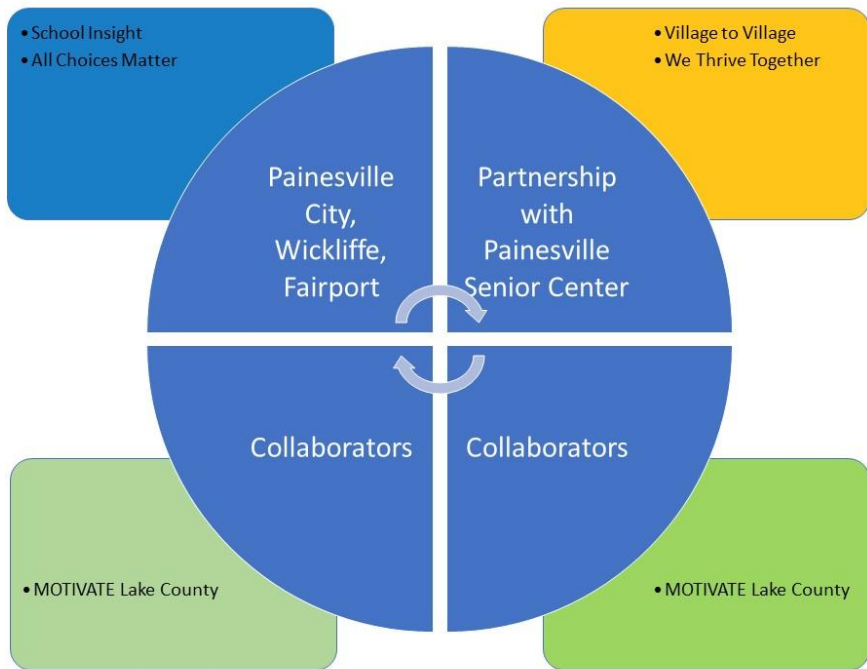 • School Insight
• All Choices Matter
• Village to Village
• We Thrive Together
Painesville
City,
Wickliffe,
Fairport
Partnership
with
Painesville
Senior Center
Collaborators
Collaborators
• MOTIVATE Lake County
• MOTIVATE Lake County